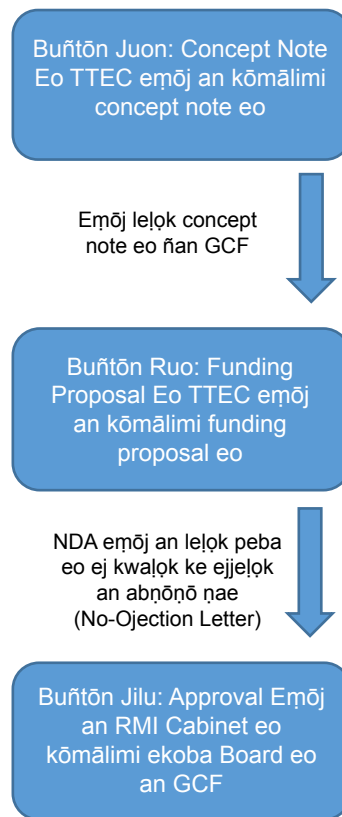 Buñtōn Juon: Concept Note
Eo TTEC eṃōj an kōmālimi
concept note eo
Eṃōj leḷọk concept
note eo ñan GCF
Buñtōn Ruo: Funding
Proposal Eo TTEC eṃōj
an kōmālimi funding
proposal eo
NDA eṃōj an leḷọk peba
eo ej kwaḷọk ke ejjeḷọk
an abṇōṇō ṇae
(No-Ojection Letter)
Buñtōn Jilu: Approval Eṃōj
an RMI Cabinet eo
kōmālimi ekoba Board eo
an GCF